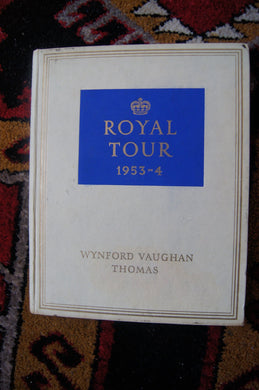 ROYAL
TOUR
1953-4
WYNFORD VAUGHAN
THOMAS